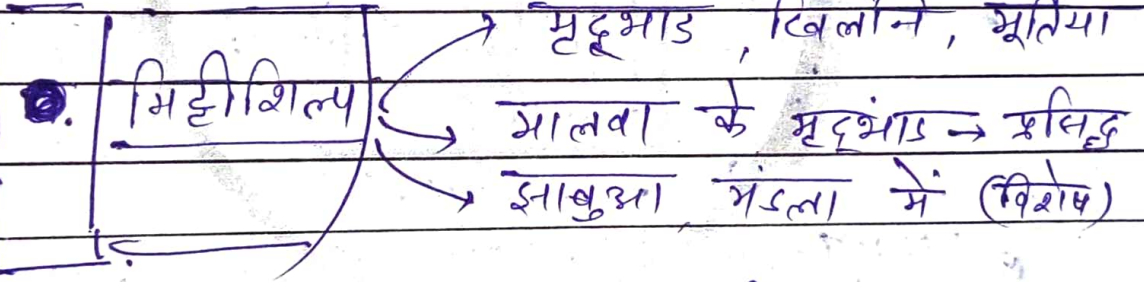 मृद्भाड , खिलौने , मूर्तिया
मिट्टीशिल्प
मालवा के मृद्भांड → प्रसिद्ध
झाबुआ मंडला में (विशेष)